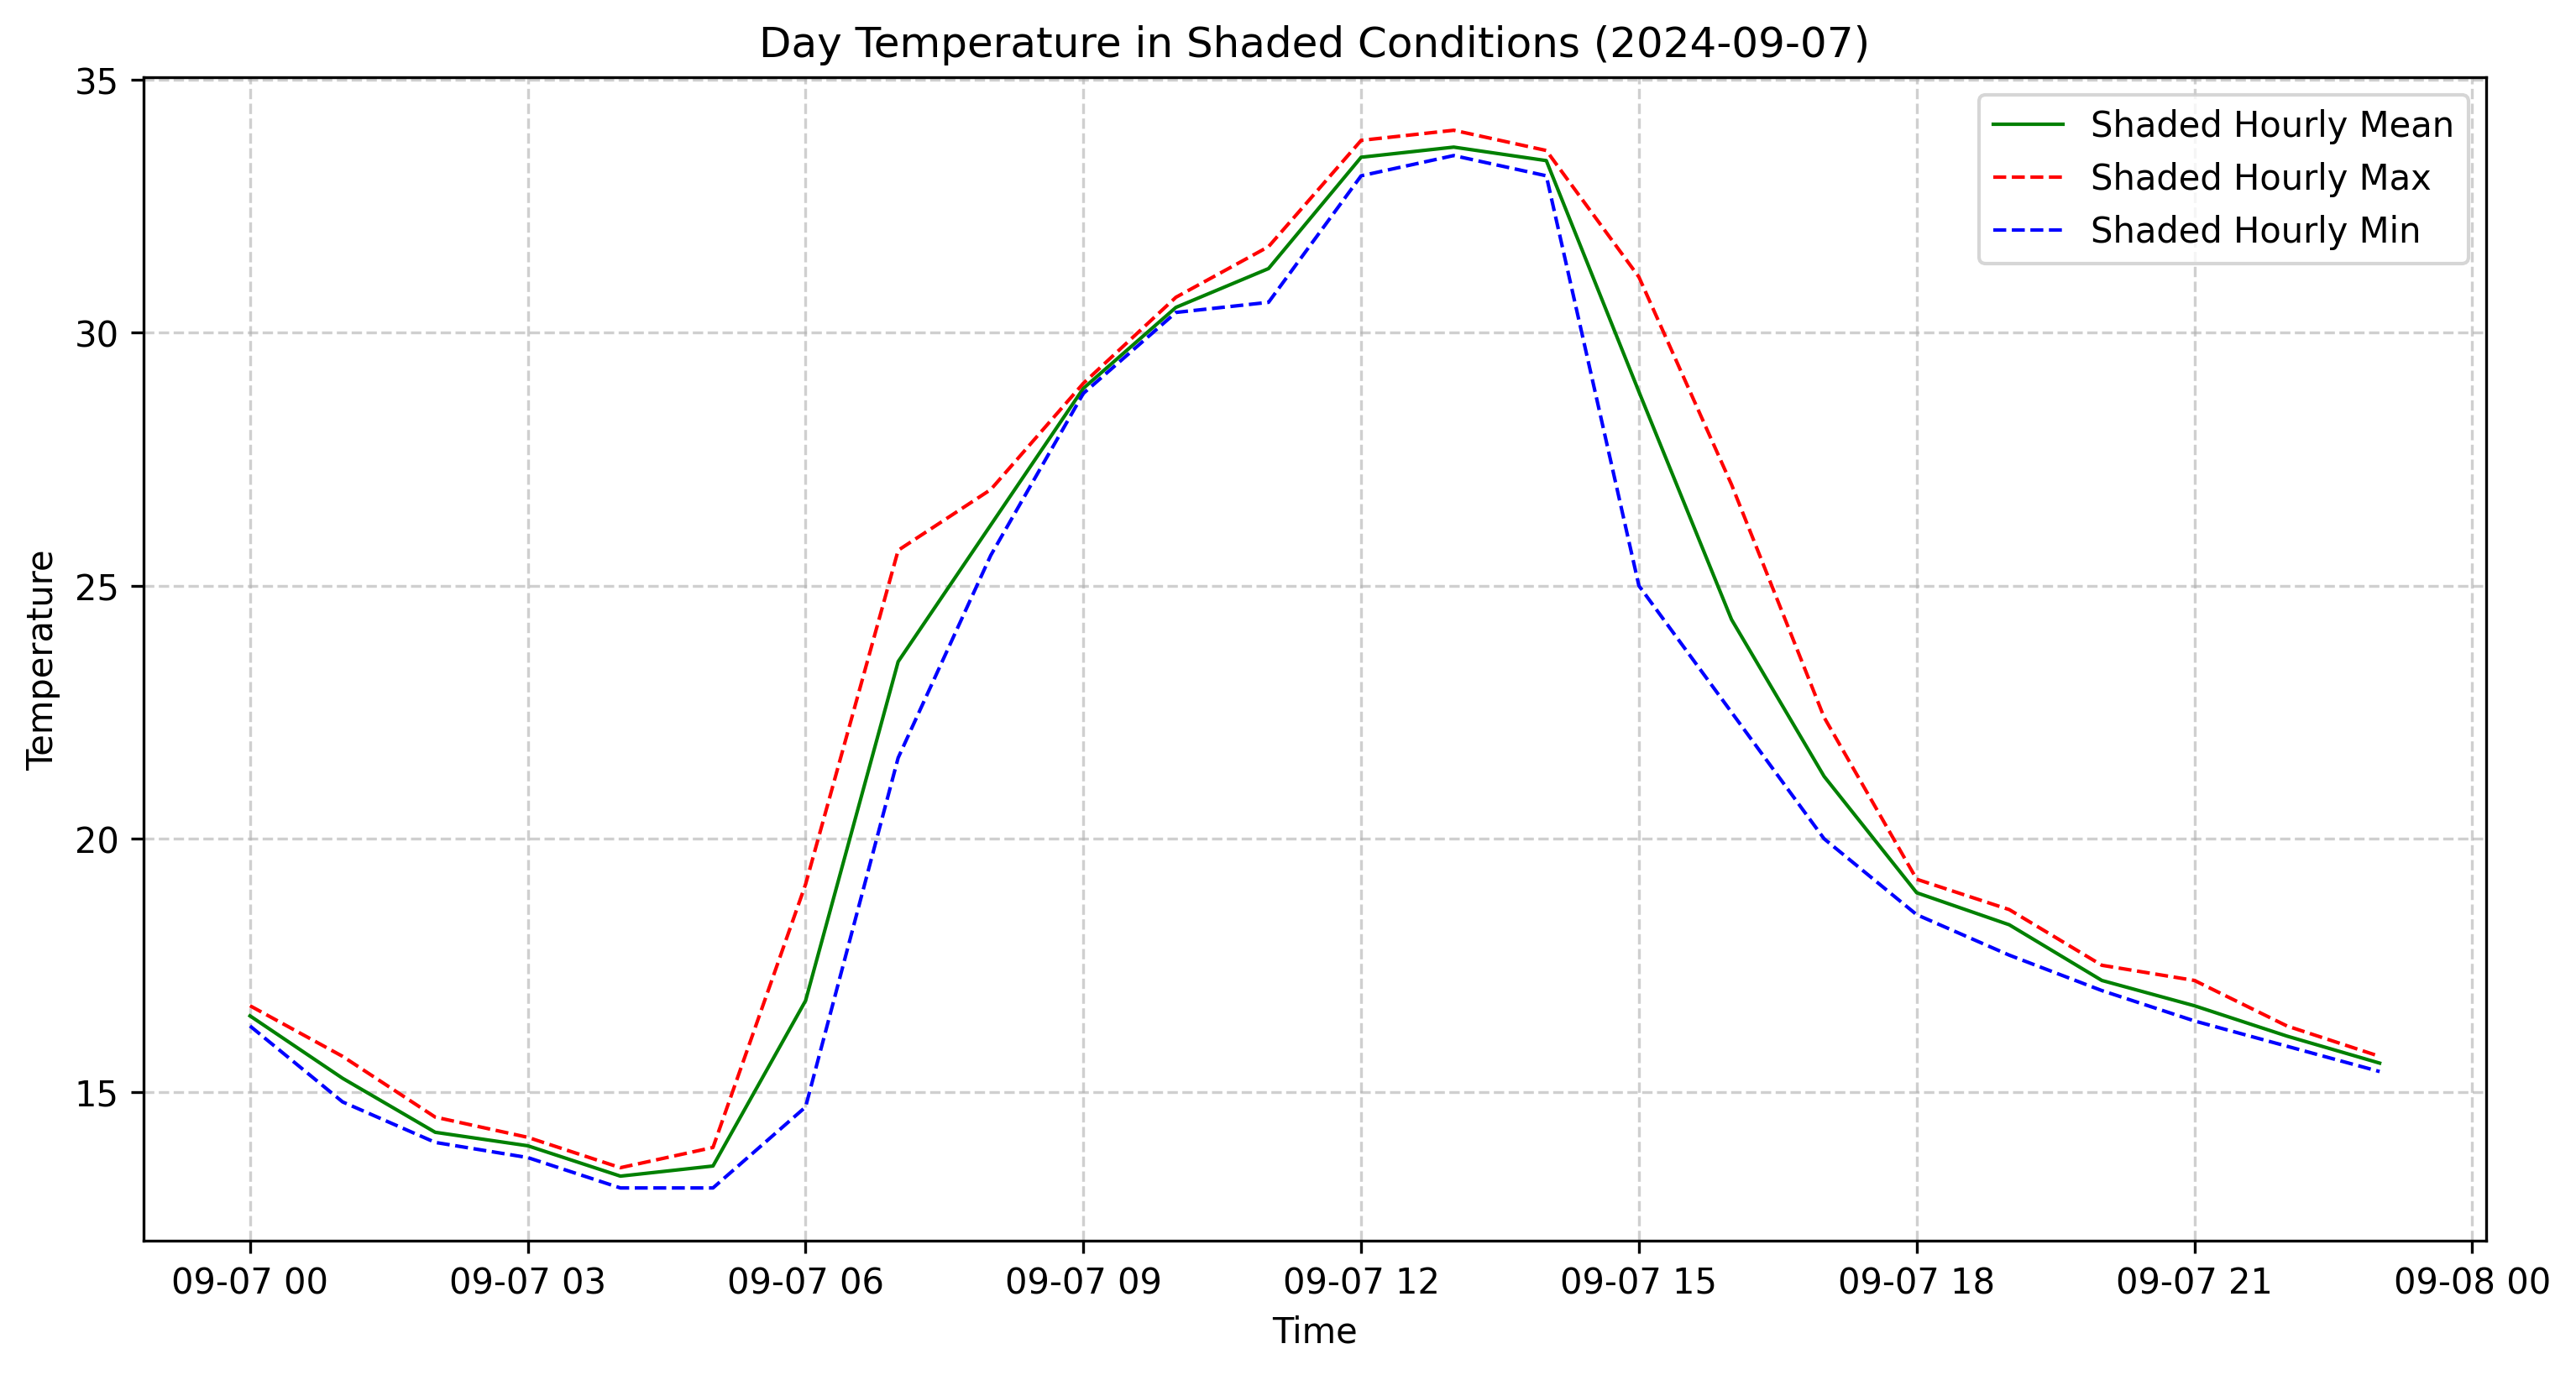 Day Temperature in Shaded Conditions (2024-09-07)
Shaded Hourly Mean
Shaded Hourly Max
Shaded Hourly Min
Temperature
35
30
25
20
15
09-07 00 09-07 03 09-07 06 09-07 09 09-07 12 09-07 15 09-07 18 09-07 21 09-08 00
Time